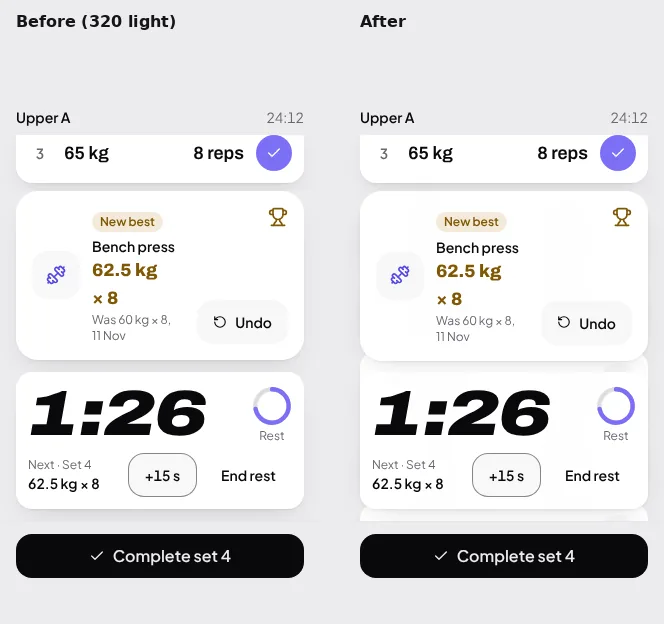 Before (320 light)
After
Upper A 24:12
3 65 kg 8 reps
New best
Bench press
62.5 kg
× 8
Was 60 kg × 8,
11 Nov
Undo
1:26
Rest
Next · Set 4
62.5 kg × 8
+15 s
End rest
Complete set 4
Upper A 24:12
3 65 kg 8 reps
New best
Bench press
62.5 kg
× 8
Was 60 kg × 8,
11 Nov
Undo
1:26
Rest
Next · Set 4
62.5 kg × 8
+15 s
End rest
Complete set 4